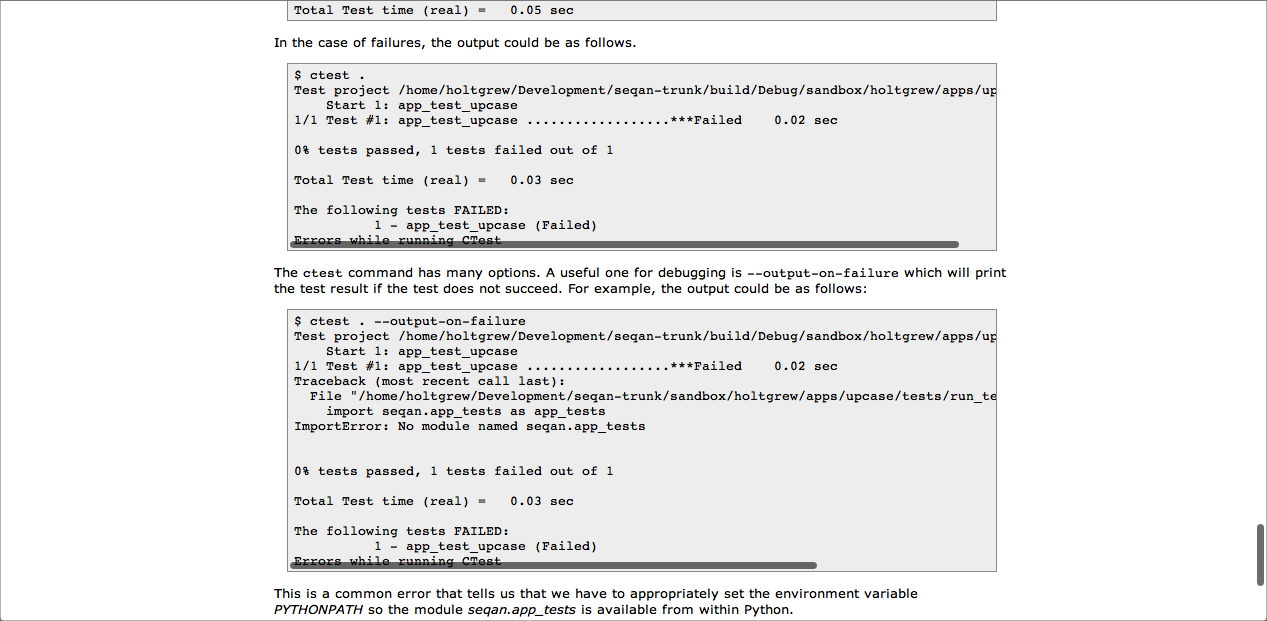 Total Test time (real) =   0.05 sec
In the case of failures, the output could be as follows.
$ ctest .
Test project /home/holtgrew/Development/seqan-trunk/build/Debug/sandbox/holtgrew/apps/up
    Start 1: app_test_upcase
1/1 Test #1: app_test_upcase ..................***Failed    0.02 sec
0% tests passed, 1 tests failed out of 1
Total Test time (real) =   0.03 sec
The following tests FAILED:
          1 - app_test_upcase (Failed)
Errors while running CTest
The ctest command has many options. A useful one for debugging is --output-on-failure which will print
the test result if the test does not succeed. For example, the output could be as follows:
$ ctest . --output-on-failure
Test project /home/holtgrew/Development/seqan-trunk/build/Debug/sandbox/holtgrew/apps/up
    Start 1: app_test_upcase
1/1 Test #1: app_test_upcase ..................***Failed    0.02 sec
Traceback (most recent call last):
  File "/home/holtgrew/Development/seqan-trunk/sandbox/holtgrew/apps/upcase/tests/run_te
    import seqan.app_tests as app_tests
ImportError: No module named seqan.app_tests
0% tests passed, 1 tests failed out of 1
Total Test time (real) =   0.03 sec
The following tests FAILED:
          1 - app_test_upcase (Failed)
Errors while running CTest
This is a common error that tells us that we have to appropriately set the environment variable
PYTHONPATH so the module seqan.app_tests is available from within Python.